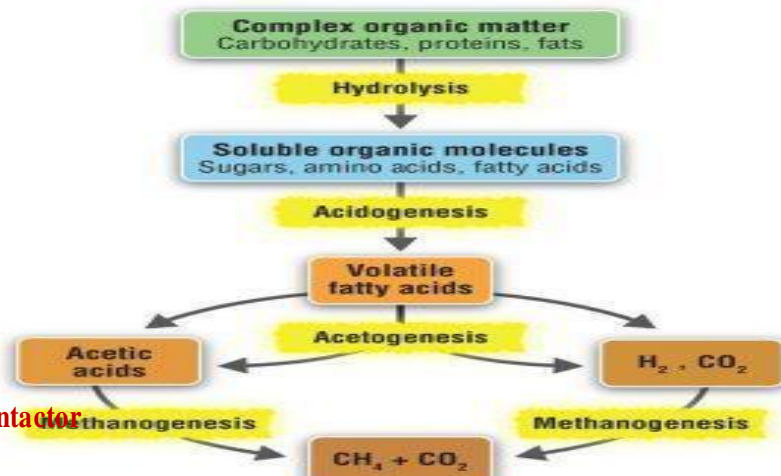 Complex organic matter
Carbohydrates, proteins, fats
Hydrolysis
Soluble organic molecules
Sugars, amino acids, fatty acids
Acidogenesis
Volatile
fatty acids
Acetogenesis
Acetic
acids
H₂ , CO₂
ntactor
Methanogenesis
Methanogenesis
CH₄ + CO₂